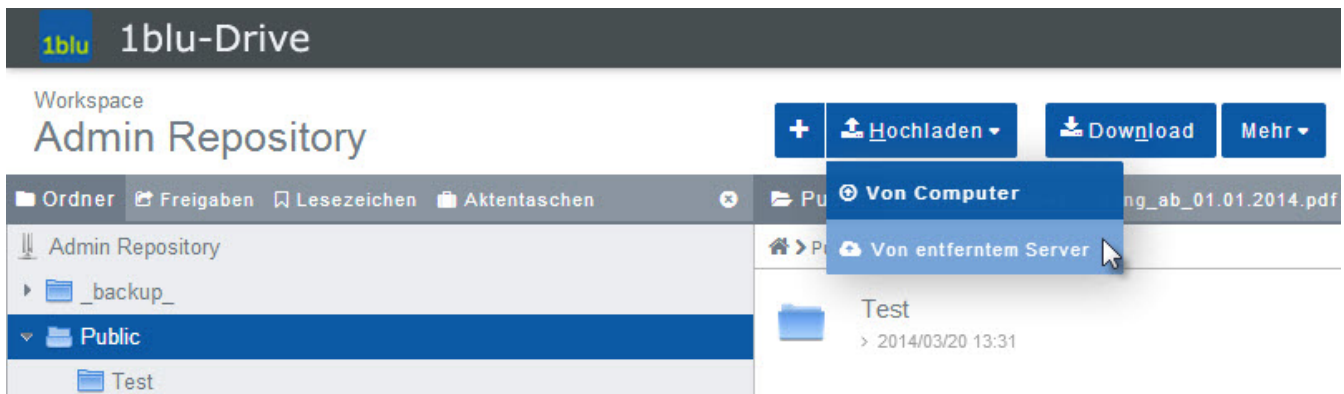 1blu 1blu-Drive
Workspace
Admin Repository
+ Hochladen Download Mehr
Ordner Freigaben Lesezeichen Aktentaschen
Von Computer
ng_ab_01.01.2014.pdf
Admin Repository
Von entferntem Server
_backup_
Public
Test
2014/03/20 13:31
Test